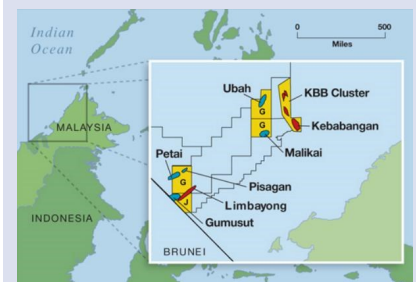 Indian
Ocean
0 500
Miles
MALAYSIA
INDONESIA
Ubah
KBB Cluster
G
G
Kebabangan
Malikai
Petai
G
Pisagan
J
Limbayong
Gumusut
BRUNEI